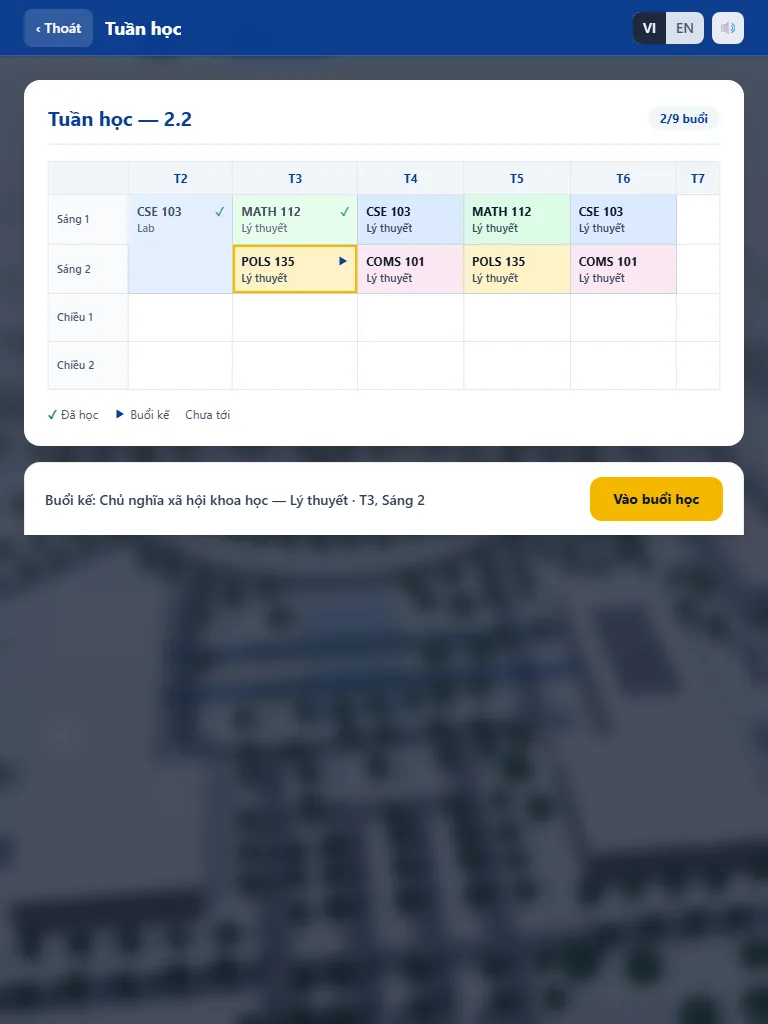 ‹ Thoát Tuần học VI EN
Tuần học — 2.2 2/9 buổi
T2 T3 T4 T5 T6 T7
Sáng 1 CSE 103 ✓ MATH 112 ✓ CSE 103 MATH 112 CSE 103
Lab Lý thuyết Lý thuyết Lý thuyết Lý thuyết
Sáng 2 POLS 135 ▶ COMS 101 POLS 135 COMS 101
Lý thuyết Lý thuyết Lý thuyết Lý thuyết
Chiều 1
Chiều 2
✓ Đã học ▶ Buổi kế Chưa tới
Buổi kế: Chủ nghĩa xã hội khoa học — Lý thuyết · T3, Sáng 2 Vào buổi học